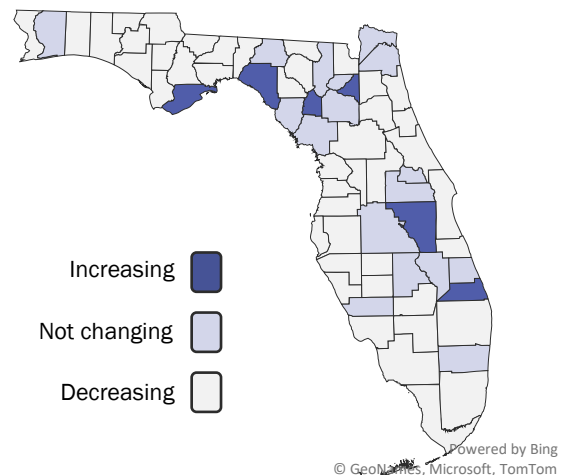 Increasing
Not changing
Decreasing
Powered by Bing
© GeoNames, Microsoft, TomTom